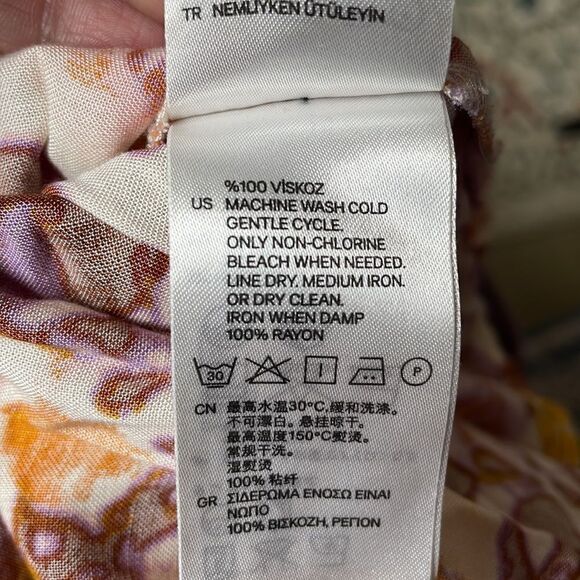 TR NEMLİYKEN ÜTÜLEYİN
%100 VİSKOZ
US MACHINE WASH COLD
GENTLE CYCLE.
ONLY NON-CHLORINE
BLEACH WHEN NEEDED.
LINE DRY. MEDIUM IRON.
OR DRY CLEAN.
IRON WHEN DAMP
100% RAYON
30 P
CN 最高水温30°C,缓和洗涤。
不可漂白。悬挂晾干。
最高温度150°C熨烫。
常规干洗。
湿熨烫
100% 粘纤
GR ΣΙΔΕΡΩΜΑ ΕΝΟΣΩ ΕΙΝΑΙ
ΝΩΠΟ
100% ΒΙΣΚΟΖΗ, ΡΕΓΙΟΝ